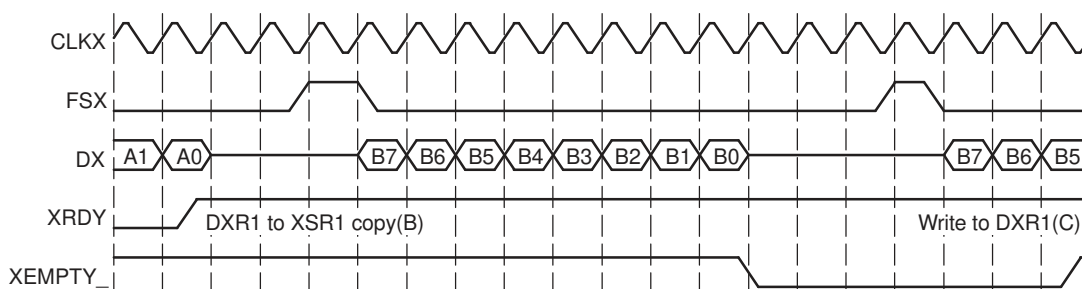 CLKX
FSX
DX A1 A0 B7 B6 B5 B4 B3 B2 B1 B0 B7 B6 B5
XRDY DXR1 to XSR1 copy(B) Write to DXR1(C)
XEMPTY_